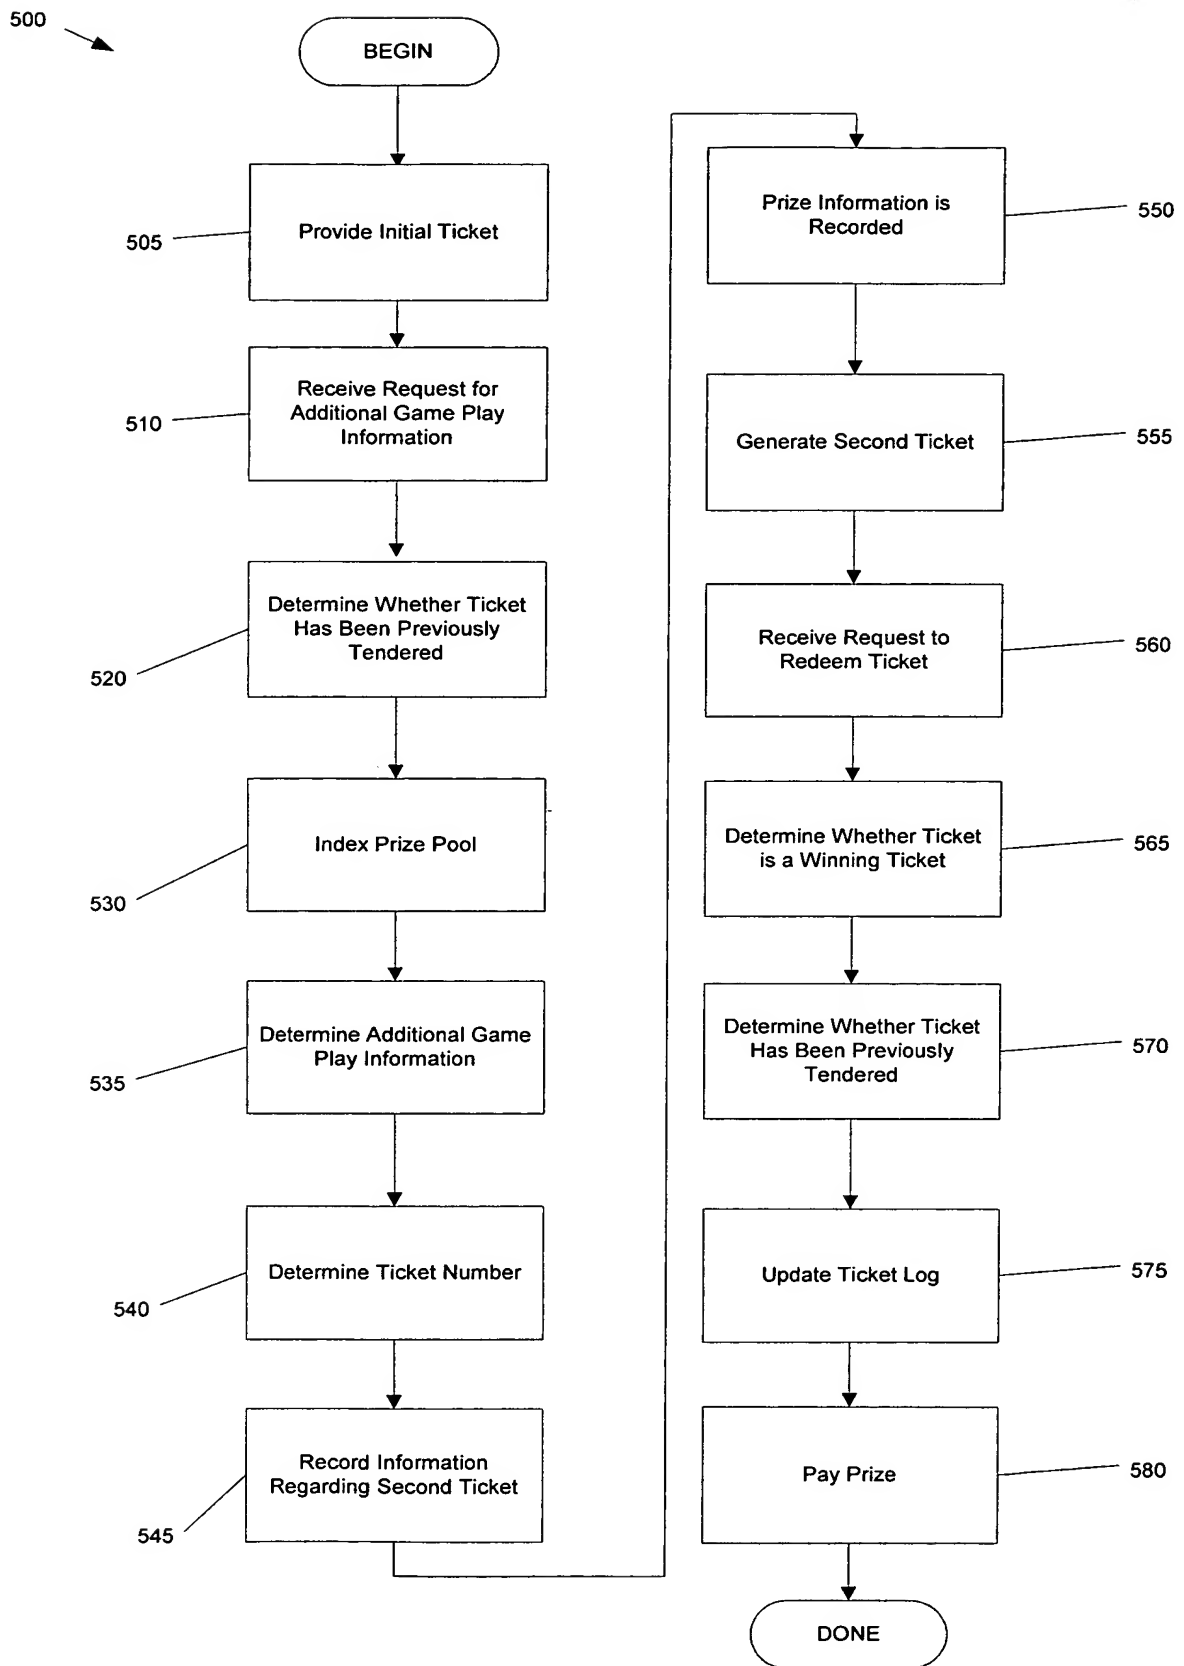 500
BEGIN
505
Provide Initial Ticket
510
Receive Request for
Additional Game Play
Information
520
Determine Whether Ticket
Has Been Previously
Tendered
530
Index Prize Pool
535
Determine Additional Game
Play Information
540
Determine Ticket Number
545
Record Information
Regarding Second Ticket
Prize Information is
Recorded
550
Generate Second Ticket
555
Receive Request to
Redeem Ticket
560
Determine Whether Ticket
is a Winning Ticket
565
Determine Whether Ticket
Has Been Previously
Tendered
570
Update Ticket Log
575
Pay Prize
580
DONE